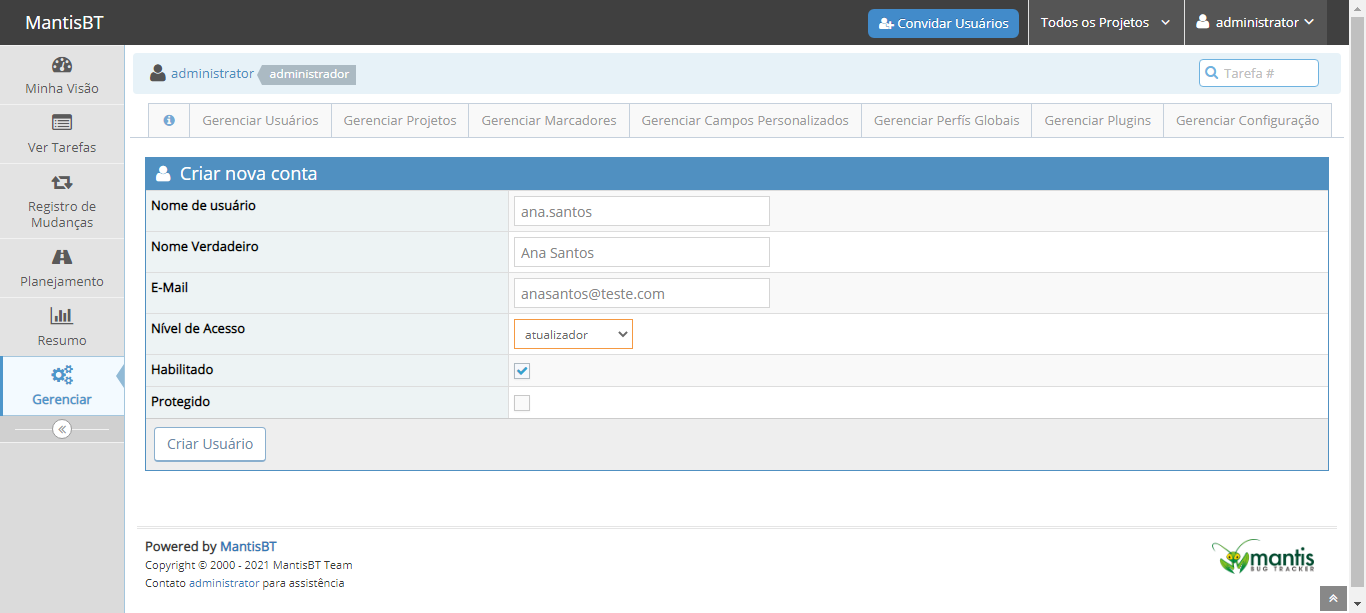 MantisBT
Convidar Usuários
Todos os Projetos
administrator
Minha Visão
Ver Tarefas
Registro de
Mudanças
Planejamento
Resumo
Gerenciar
administrator administrador
Tarefa #
Gerenciar Usuários
Gerenciar Projetos
Gerenciar Marcadores
Gerenciar Campos Personalizados
Gerenciar Perfís Globais
Gerenciar Plugins
Gerenciar Configuração
Criar nova conta
Nome de usuário
ana.santos
Nome Verdadeiro
Ana Santos
E-Mail
anasantos@teste.com
Nível de Acesso
atualizador
Habilitado
Protegido
Criar Usuário
Powered by MantisBT
Copyright © 2000 - 2021 MantisBT Team
Contato administrator para assistência
mantis
BUG TRACKER